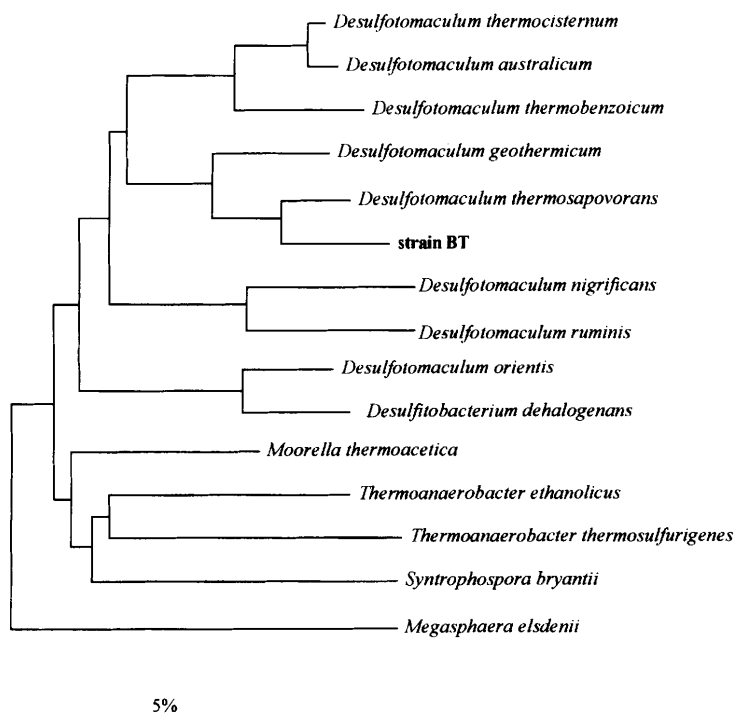 Desulfotomaculum thermocisternum
Desulfotomaculum australicum
Desulfotomaculum thermobenzoicum
Desulfotomaculum geothermicum
Desulfotomaculum thermosapovorans
strain BT
Desulfotomaculum nigrificans
Desulfotomaculum ruminis
Desulfotomaculum orientis
Desulfitobacterium dehalogenans
Moorella thermoacetica
Thermoanaerobacter ethanolicus
Thermoanaerobacter thermosulfurigenes
Syntrophospora bryantii
Megasphaera elsdenii
5%